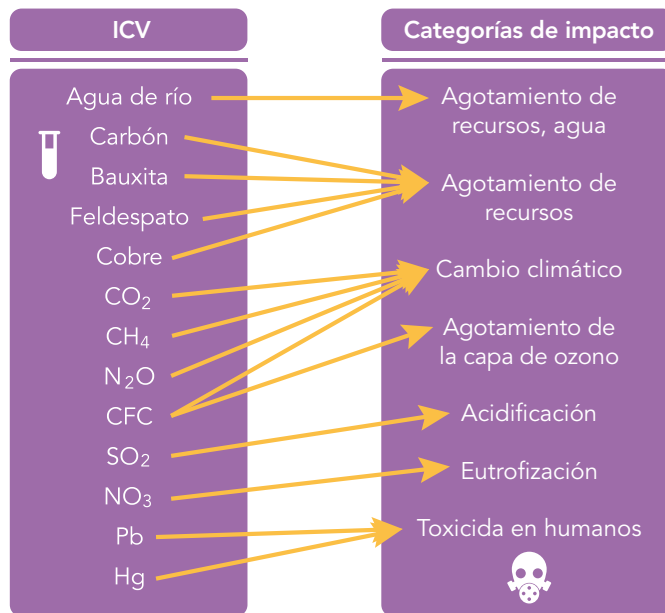 ICV
Agua de río
Carbón
Bauxita
Feldespato
Cobre
CO₂
CH₄
N₂O
CFC
SO₂
NO₃
Pb
Hg
Categorías de impacto
Agotamiento de
recursos, agua
Agotamiento de
recursos
Cambio climático
Agotamiento de
la capa de ozono
Acidificación
Eutrofización
Toxicida en humanos